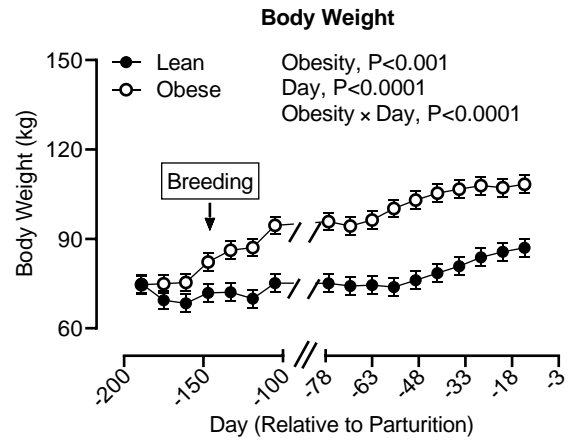 Body Weight
150
120
90
60
Body Weight (kg)
Lean
Obese
Obesity, P<0.001
Day, P<0.0001
Obesity × Day, P<0.0001
Breeding
-200
-150
-100
-78
-63
-48
-33
-18
-3
Day (Relative to Parturition)